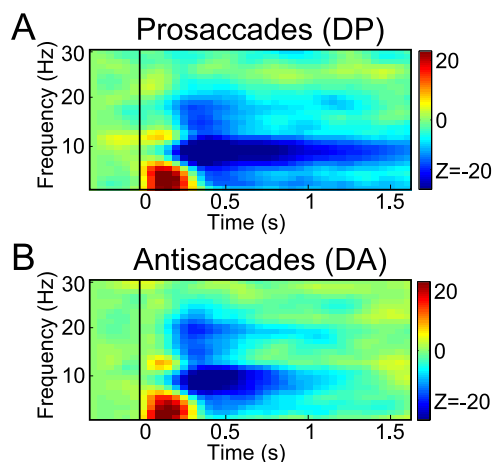 A
Prosaccades (DP)
Frequency (Hz)
30
20
10
0
0.5
1
1.5
Time (s)
20
0
Z=-20
B
Antisaccades (DA)
Frequency (Hz)
30
20
10
0
0.5
1
1.5
Time (s)
20
0
Z=-20